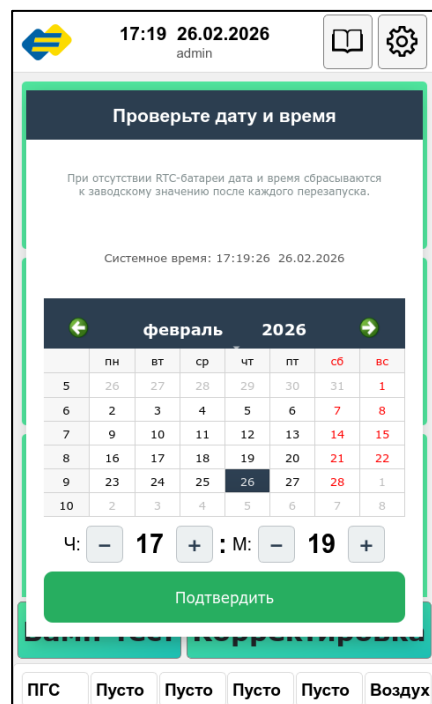 17:19 26.02.2026
admin
Проверьте дату и время
При отсутствии RTC-батареи дата и время сбрасываются
к заводскому значению после каждого перезапуска.
Системное время: 17:19:26 26.02.2026
февраль 2026
пн вт ср чт пт сб вс
5 26 27 28 29 30 31 1
6 2 3 4 5 6 7 8
7 9 10 11 12 13 14 15
8 16 17 18 19 20 21 22
9 23 24 25 26 27 28 1
10 2 3 4 5 6 7 8
Ч: − 17 + : М: − 19 +
Подтвердить
Корректировка
ПГС Пусто Пусто Пусто Пусто Воздух